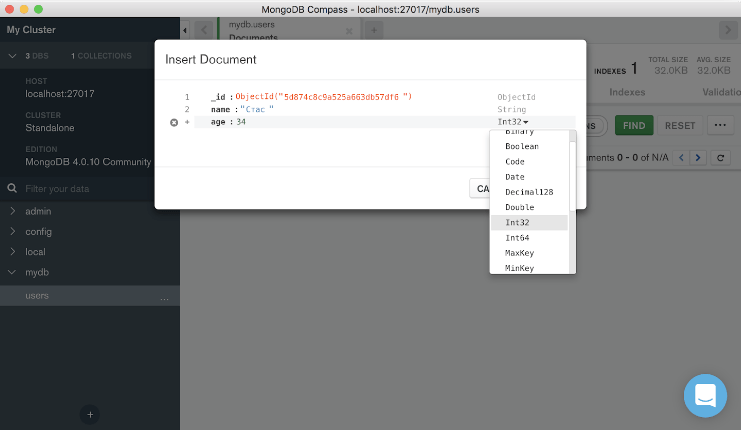 MongoDB Compass - localhost:27017/mydb.users
My Cluster
3 DBS 1 COLLECTIONS
HOST
localhost:27017
CLUSTER
Standalone
EDITION
MongoDB 4.0.10 Community
Filter your data
admin
config
local
mydb
users
...
+
mydb.users
Documents
+
INDEXES 1 TOTAL SIZE 32.0KB AVG. SIZE 32.0KB
Indexes Validatio
NS FIND RESET ...
ments 0 - 0 of N/A
Insert Document
1 _id : ObjectId("5d874c8c9a525a663db57df6 ") ObjectId
2 name : "Стас " String
+ age : 34 Int32
CA
Binary
Boolean
Code
Date
Decimal128
Double
Int32
Int64
MaxKey
MinKey